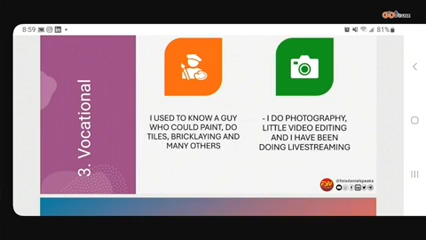 8:59
81%
3. Vocational
I USED TO KNOW A GUY
WHO COULD PAINT, DO
TILES, BRICKLAYING AND
MANY OTHERS
- I DO PHOTOGRAPHY,
LITTLE VIDEO EDITING
AND I HAVE BEEN
DOING LIVESTREAMING